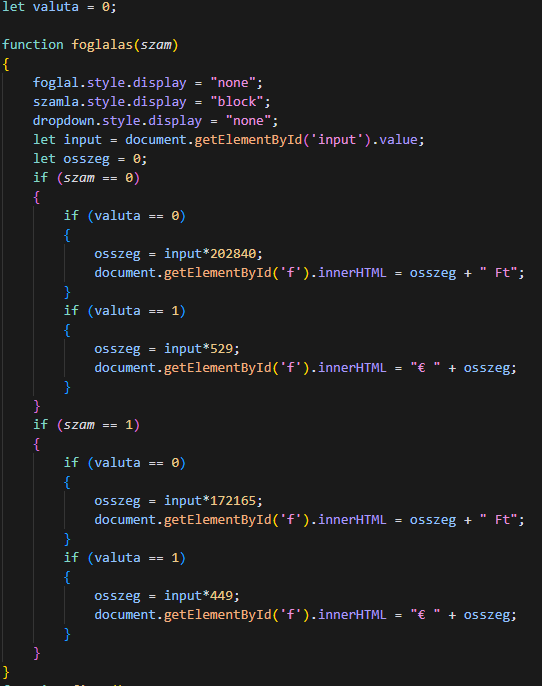 let valuta = 0;
function foglalas(szam)
{
foglal.style.display = "none";
szamla.style.display = "block";
dropdown.style.display = "none";
let input = document.getElementById('input').value;
let osszeg = 0;
if (szam == 0)
{
if (valuta == 0)
{
osszeg = input*202840;
document.getElementById('f').innerHTML = osszeg + " Ft";
}
if (valuta == 1)
{
osszeg = input*529;
document.getElementById('f').innerHTML = "€ " + osszeg;
}
}
if (szam == 1)
{
if (valuta == 0)
{
osszeg = input*172165;
document.getElementById('f').innerHTML = osszeg + " Ft";
}
if (valuta == 1)
{
osszeg = input*449;
document.getElementById('f').innerHTML = "€ " + osszeg;
}
}
}